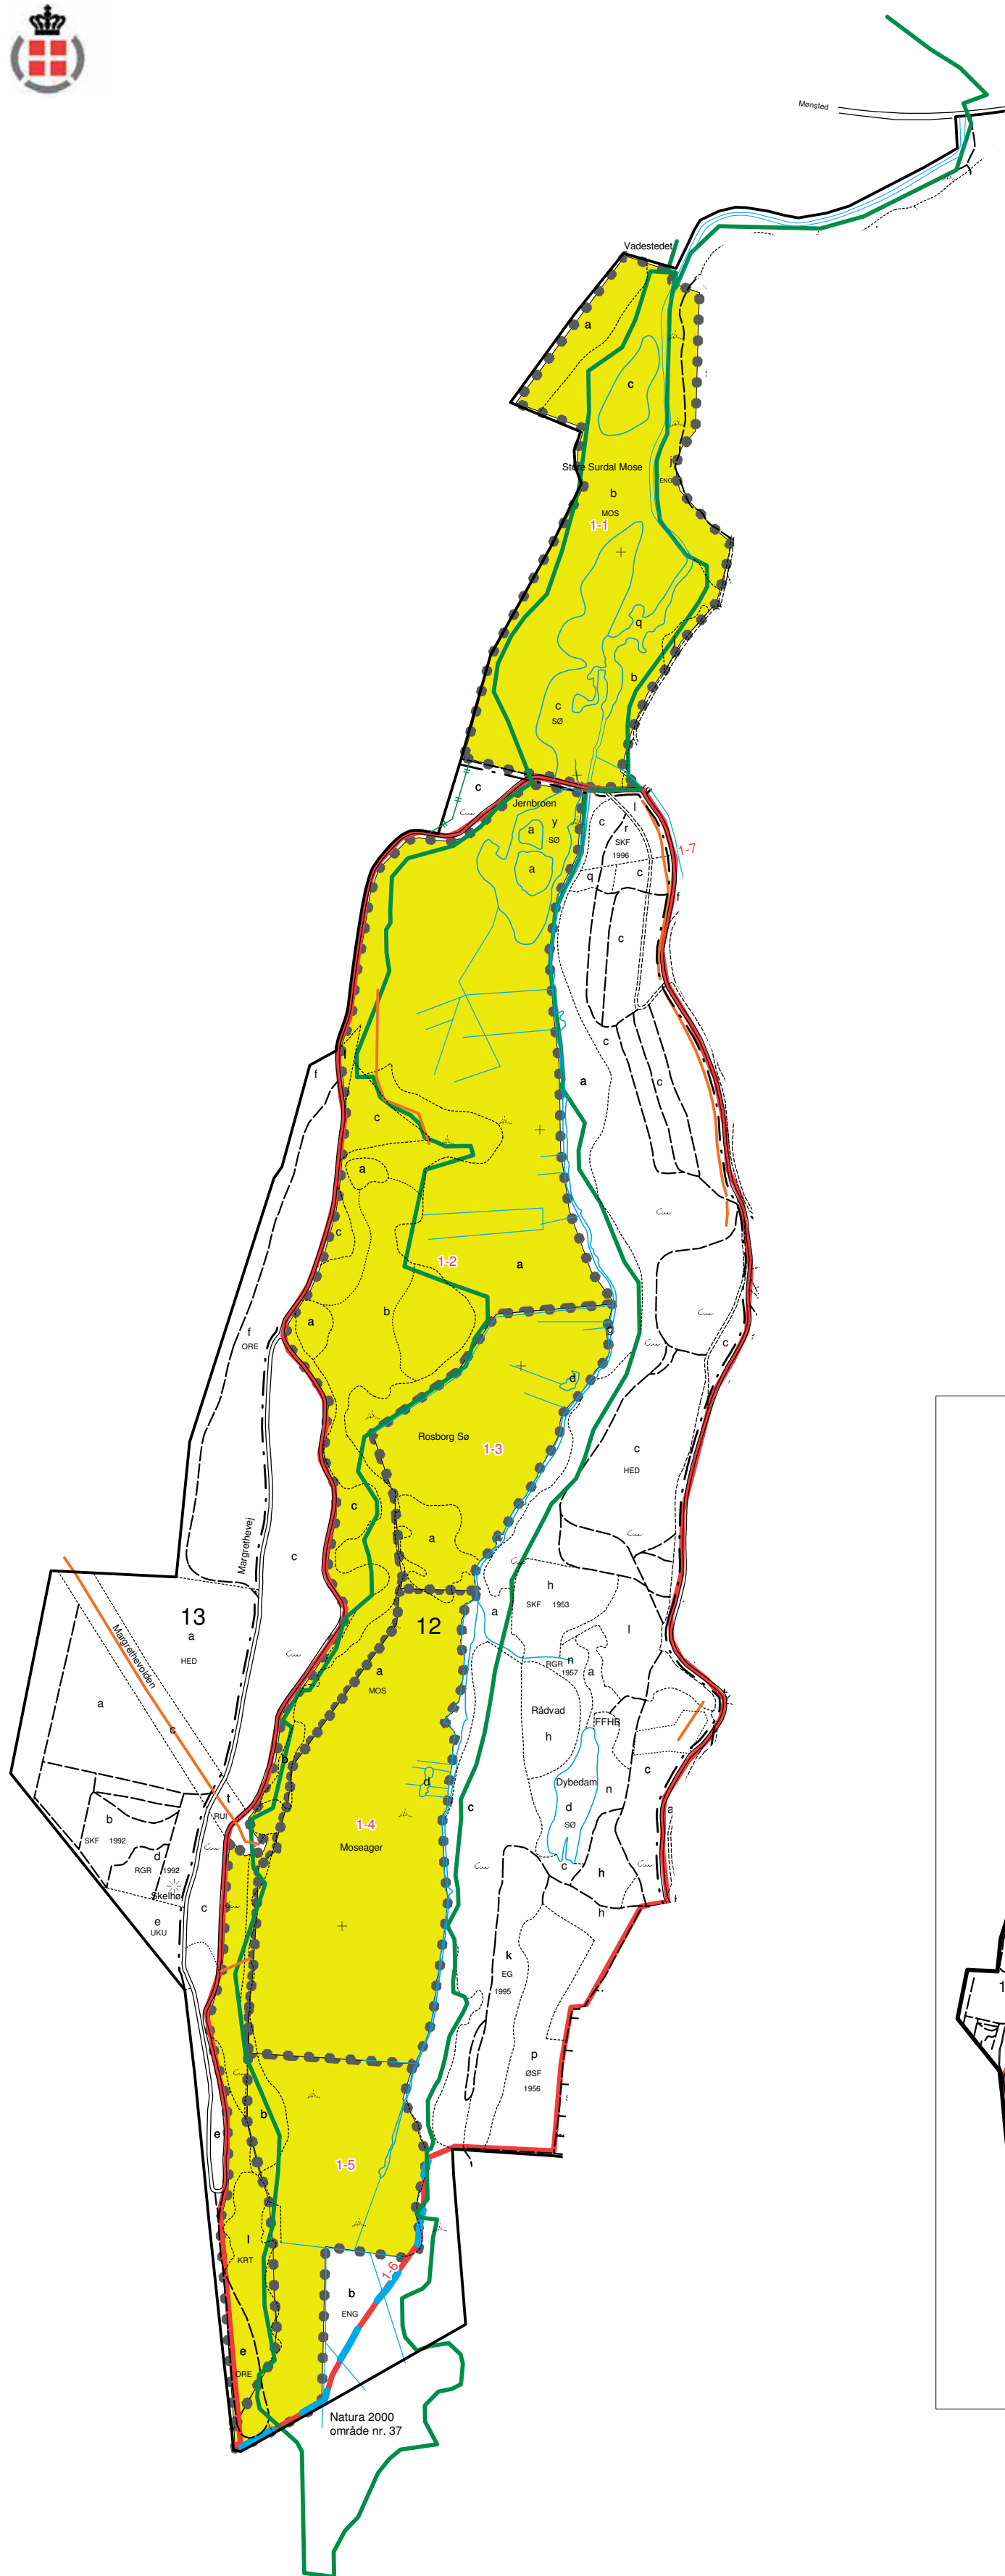 Mønsted
Vadestedet
a
c
j
Store Surdal Mose
ENG
b
MOS
1-1
q
b
c
SØ
c
Jernbroen
y
a
SØ
a
l
c
r
SKF
1996
1-7
q
c
f
c
c
a
c
f
c
a
c
1-2
a
b
a
g
f
ORE
c
d
Rosborg Sø
1-3
c
HED
c
a
Margrethevej
c
h
SKF 1953
a
l
13
a
HED
12
a
MOS
RGR
n
1957
a
Margrethevolden
a
c
Rådvad
h
FFHB
b
d
Dybedam
n
c
d
SØ
t
RUI
c
a
1-4
Moseager
b
SKF 1992
d
RGR 1992
Skelhøj
c
e
UKU
c
h
h
k
EG
1995
p
ØSF
1956
b
e
1-5
l
KRT
1-6
b
ENG
e
ORE
Natura 2000
område nr. 37